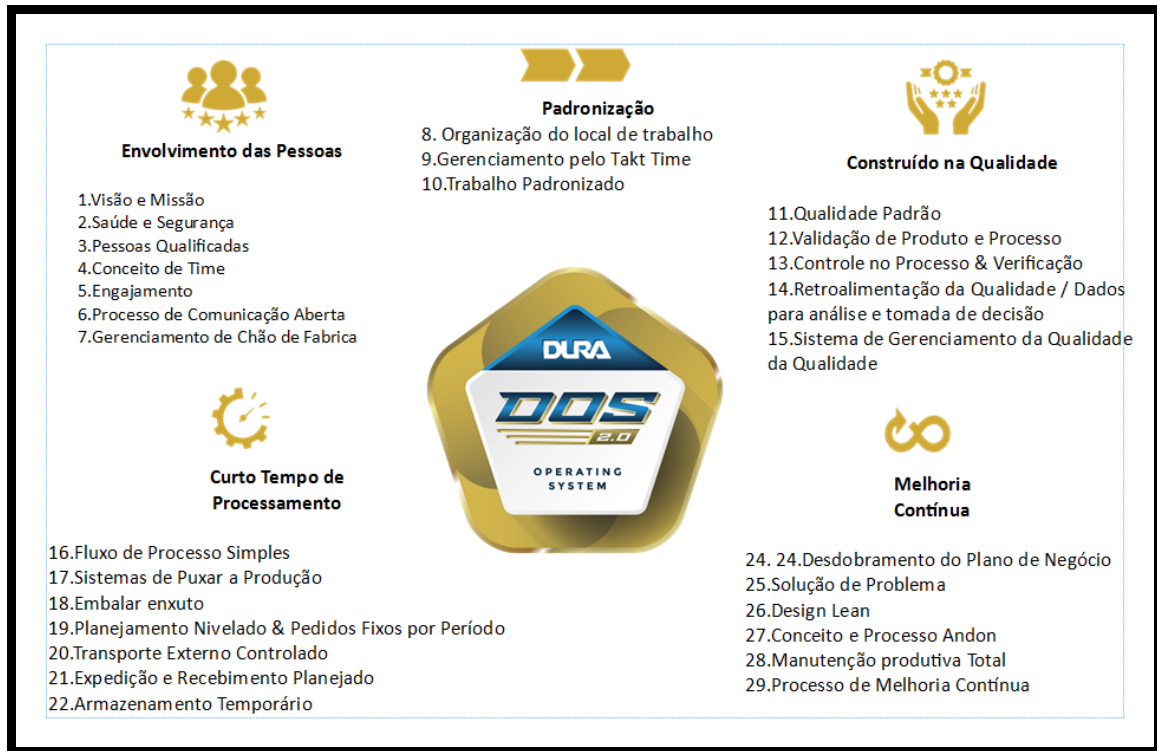 Envolvimento das Pessoas
1.Visão e Missão
2.Saúde e Segurança
3.Pessoas Qualificadas
4.Conceito de Time
5.Engajamento
6.Processo de Comunicação Aberta
7.Gerenciamento de Chão de Fabrica
Padronização
8. Organização do local de trabalho
9.Gerenciamento pelo Takt Time
10.Trabalho Padronizado
Construído na Qualidade
11.Qualidade Padrão
12.Validação de Produto e Processo
13.Controle no Processo & Verificação
14.Retroalimentação da Qualidade / Dados
para análise e tomada de decisão
15.Sistema de Gerenciamento da Qualidade
da Qualidade
DURA
DOS
2.0
OPERATING
SYSTEM
Curto Tempo de
Processamento
16.Fluxo de Processo Simples
17.Sistemas de Puxar a Produção
18.Embalar enxuto
19.Planejamento Nivelado & Pedidos Fixos por Período
20.Transporte Externo Controlado
21.Expedição e Recebimento Planejado
22.Armazenamento Temporário
Melhoria
Contínua
24. 24.Desdobramento do Plano de Negócio
25.Solução de Problema
26.Design Lean
27.Conceito e Processo Andon
28.Manutenção produtiva Total
29.Processo de Melhoria Contínua